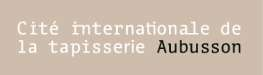 Cité internationale de
la tapisserie Aubusson